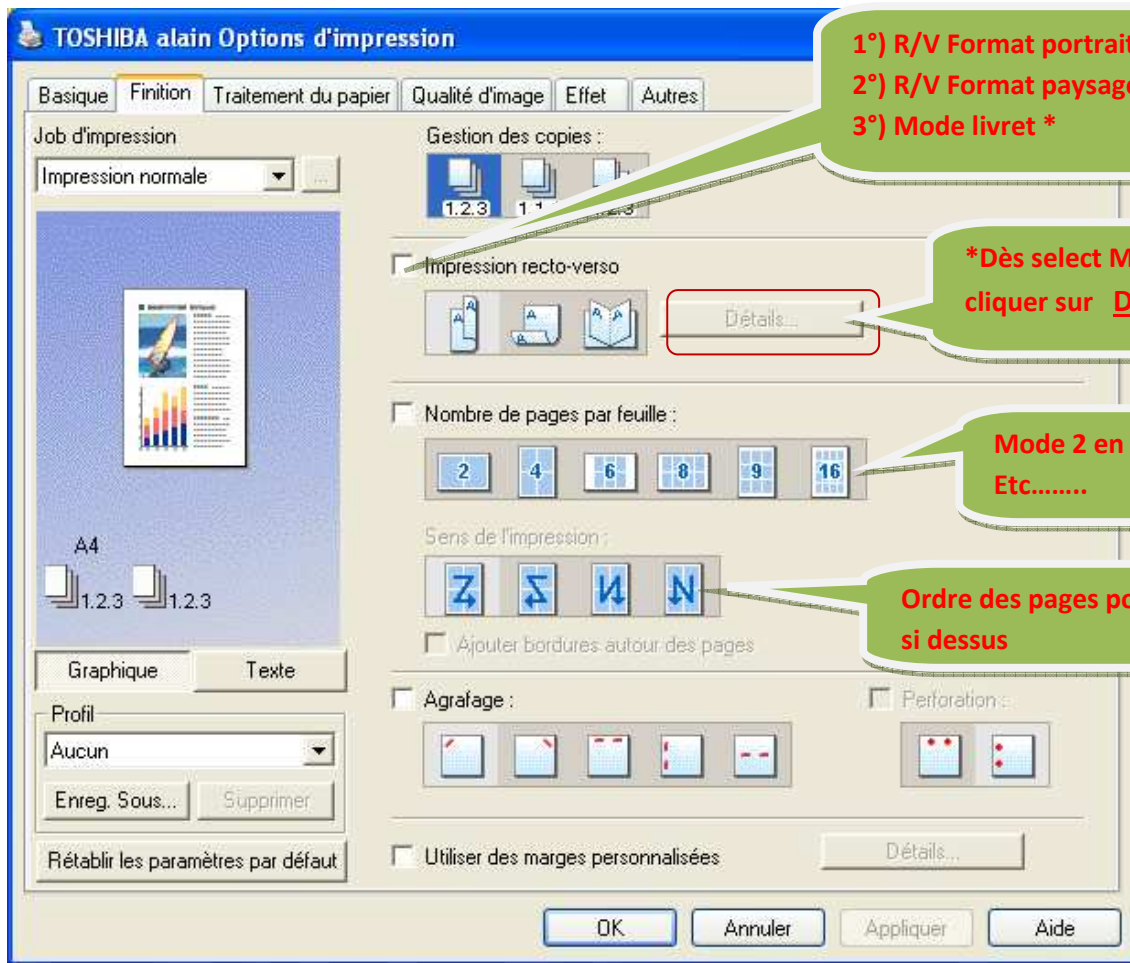 TOSHIBA alain Options d'impression
1°) R/V Format portrait
2°) R/V Format paysage
3°) Mode livret *
Basique Finition Traitement du papier Qualité d'image Effet Autres
Job d'impression
Impression normale ...
Gestion des copies :
1.2.3 1.2.3
Impression recto-verso
*Dès select M
cliquer sur D
A A A A A A
Détails...
Nombre de pages par feuille :
2 4 6 8 9 16
Mode 2 en
Etc........
Sens de l'impression :
A4
1.2.3 1.2.3
Ordre des pages po
si dessus
Ajouter bordures autour des pages
Graphique Texte
Agrafage :
Perforation :
Profil
Aucun
Enreg. Sous... Supprimer
Rétablir les paramètres par défaut
Utiliser des marges personnalisées
Détails...
OK Annuler Appliquer Aide